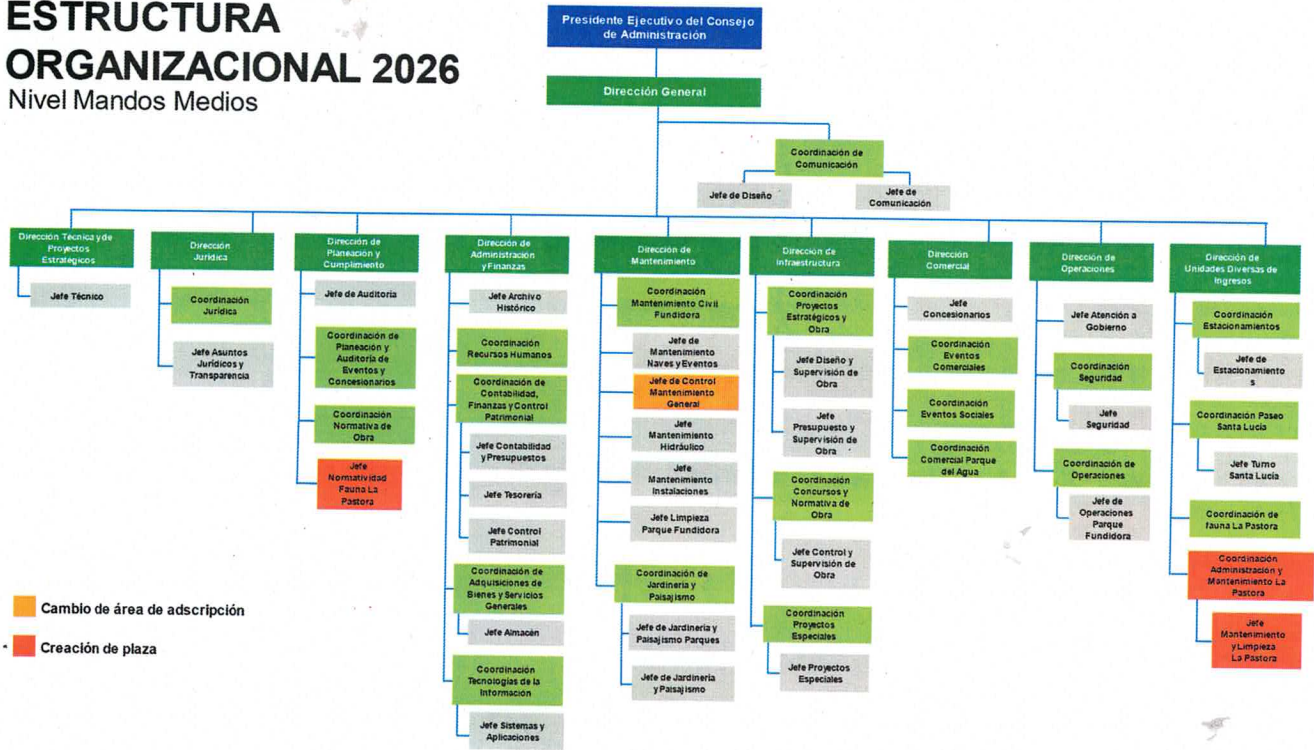 ESTRUCTURA
ORGANIZACIONAL 2026
Nivel Mandos Medios
Presidente Ejecutivo del Consejo
de Administración
Dirección General
Coordinación de
Comunicación
Jefe de Diseño
Jefe de
Comunicación
Dirección Técnica y de
Proyectos
Estratégicos
Jefe Técnico
Dirección
Jurídica
Coordinación
Jurídica
Jefe Asuntos
Jurídicos y
Transparencia
Dirección de
Planeación y
Cumplimiento
Jefe de Auditoría
Coordinación de
Planeación y
Auditoría de
Eventos y
Concesionarios
Coordinación
Normativa de
Obra
Jefe
Normatividad
Fauna La
Pastora
Dirección de
Administración
y Finanzas
Jefe Archivo
Histórico
Coordinación
Recursos Humanos
Coordinación de
Contabilidad,
Finanzas y Control
Patrimonial
Jefe Contabilidad
y Presupuestos
Jefe Tesorería
Jefe Control
Patrimonial
Coordinación de
Adquisiciones de
Bienes y Servicios
Generales
Jefe Almacén
Coordinación
Tecnologías de la
Información
Jefe Sistemas y
Aplicaciones
Dirección de
Mantenimiento
Coordinación
Mantenimiento Civil
Fundidora
Jefe de
Mantenimiento
Naves y Eventos
Jefe de Control
Mantenimiento
General
Jefe
Mantenimiento
Hidráulico
Jefe
Mantenimiento
Instalaciones
Jefe Limpieza
Parque Fundidora
Coordinación de
Jardinería y
Paisajismo
Jefe de Jardinería y
Paisajismo Parques
Jefe de Jardinería
y Paisajismo
Dirección de
Infraestructura
Coordinación
Proyectos
Estratégicos y
Obra
Jefe Diseño y
Supervisión de
Obra
Jefe
Presupuesto y
Supervisión de
Obra
Coordinación
Concursos y
Normativa de
Obra
Jefe Control y
Supervisión de
Obra
Coordinación
Proyectos
Especiales
Jefe Proyectos
Especiales
Dirección
Comercial
Jefe
Concesionarios
Coordinación
Eventos
Comerciales
Coordinación
Eventos Sociales
Coordinación
Comercial Parque
del Agua
Dirección de
Operaciones
Jefe Atención a
Gobierno
Coordinación
Seguridad
Jefe
Seguridad
Coordinación de
Operaciones
Jefe de
Operaciones
Parque
Fundidora
Dirección de
Unidades Diversas de
Ingresos
Coordinación
Estacionamientos
Jefe de
Estacionamiento
s
Coordinación Paseo
Santa Lucía
Jefe Turno
Santa Lucía
Coordinación de
fauna La Pastora
Coordinación
Administración y
Mantenimiento La
Pastora
Jefe
Mantenimiento
y Limpieza
La Pastora
Cambio de área de adscripción
Creación de plaza